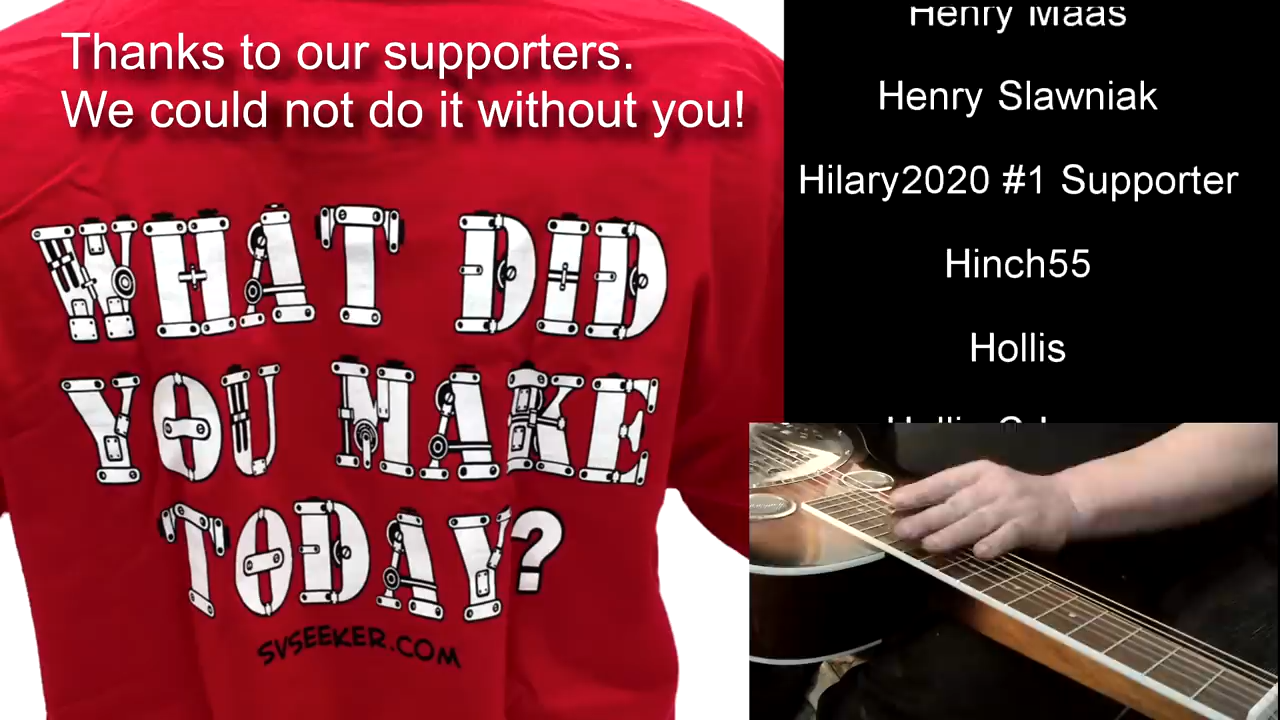 Thanks to our supporters.
We could not do it without you!
WHAT DID
YOU MAKE
TODAY?
SVSEEKER.COM
Henry Maas
Henry Slawniak
Hilary2020 #1 Supporter
Hinch55
Hollis